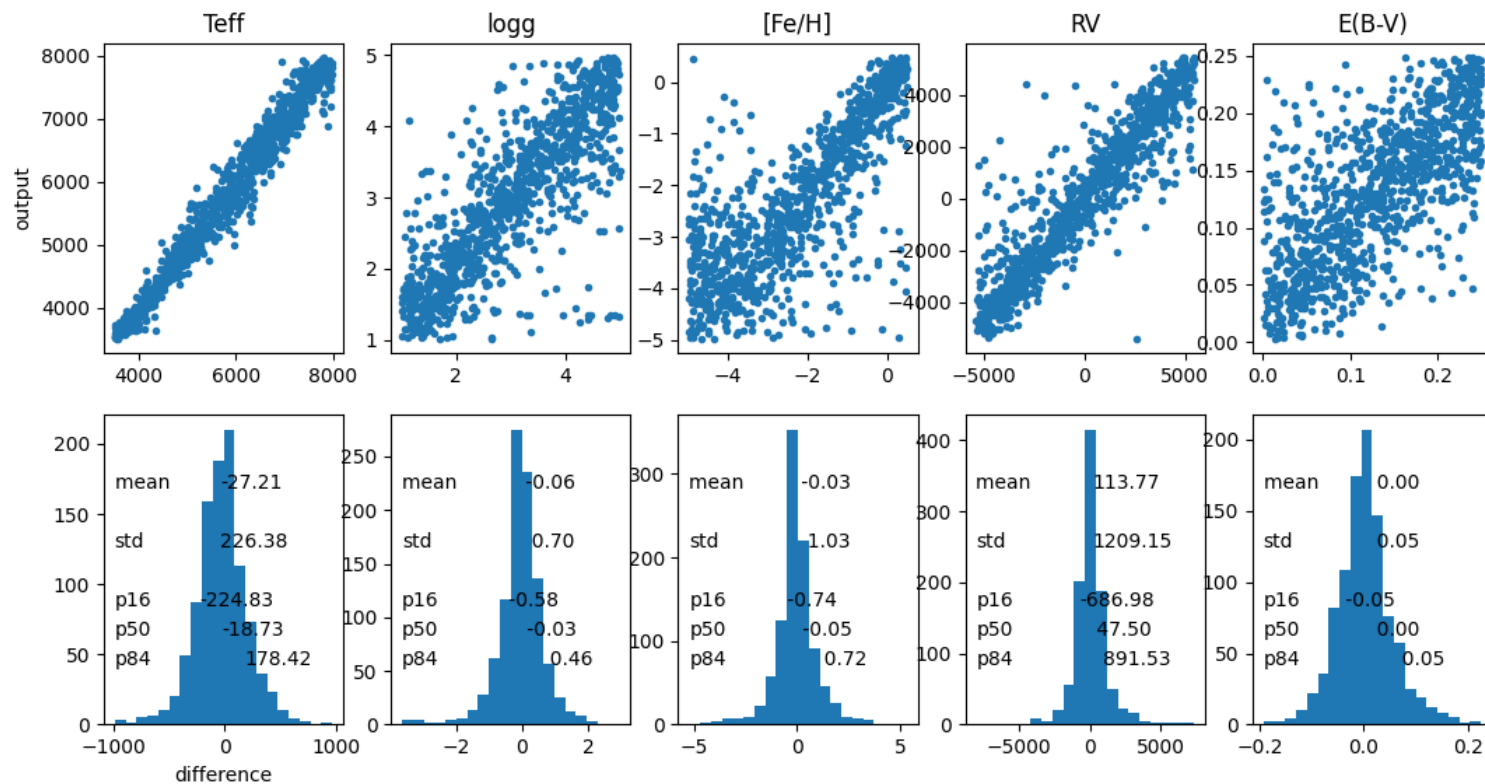 Teff logg [Fe/H] RV E(B-V)
8000 7000 6000 5000 4000
output
4000 6000 8000
5 4 3 2 1
2 4
0 −1 −2 −3 −4 −5
−4 −2 0
4000 2000 0 −2000 −4000
−5000 0 5000
0.25 0.20 0.15 0.10 0.05 0.00
0.0 0.1 0.2
200 150 100 50 0
mean -27.21
std 226.38
p16 -224.83
p50 -18.73
p84 178.42
−1000 0 1000
difference
250 200 150 100 50 0
mean -0.06
std 0.70
p16 -0.58
p50 -0.03
p84 0.46
−2 0 2
300 200 100 0
mean -0.03
std 1.03
p16 -0.74
p50 -0.05
p84 0.72
−5 0 5
400 300 200 100 0
mean 113.77
std 1209.15
p16 -686.98
p50 47.50
p84 891.53
−5000 0 5000
200 150 100 50 0
mean 0.00
std 0.05
p16 -0.05
p50 0.00
p84 0.05
−0.2 0.0 0.2